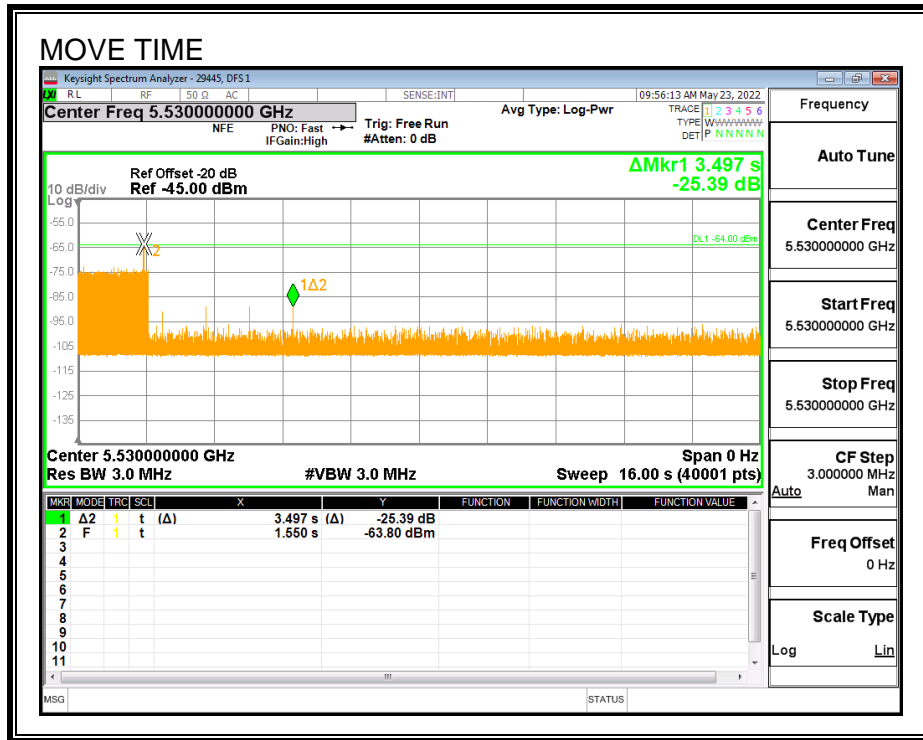 MOVE TIME
Keysight Spectrum Analyzer - 29445, DFS 1
LXI RL RF 50 Ω AC SENSE:INT 09:56:13 AM May 23, 2022
Center Freq 5.530000000 GHz
NFE
PNO: Fast
IFGain:High
Trig: Free Run
#Atten: 0 dB
Avg Type: Log-Pwr
TRACE 1 2 3 4 5 6
TYPE WWWWWWW
DET P N N N N N
ΔMkr1 3.497 s
-25.39 dB
Ref Offset -20 dB
10 dB/div Ref -45.00 dBm
Log
-55.0
-65.0
-75.0
-85.0
-95.0
-105
-115
-125
-135
DL1 -64.00 dBm
2
1Δ2
Center 5.530000000 GHz Span 0 Hz
Res BW 3.0 MHz #VBW 3.0 MHz Sweep 16.00 s (40001 pts)
MKR MODE TRC SCL X Y FUNCTION FUNCTION WIDTH FUNCTION VALUE
1 Δ2 1 t (Δ) 3.497 s (Δ) -25.39 dB
2 F 1 t 1.550 s -63.80 dBm
3
4
5
6
7
8
9
10
11
MSG STATUS
Frequency
Auto Tune
Center Freq
5.530000000 GHz
Start Freq
5.530000000 GHz
Stop Freq
5.530000000 GHz
CF Step
3.000000 MHz
Auto Man
Freq Offset
0 Hz
Scale Type
Log Lin